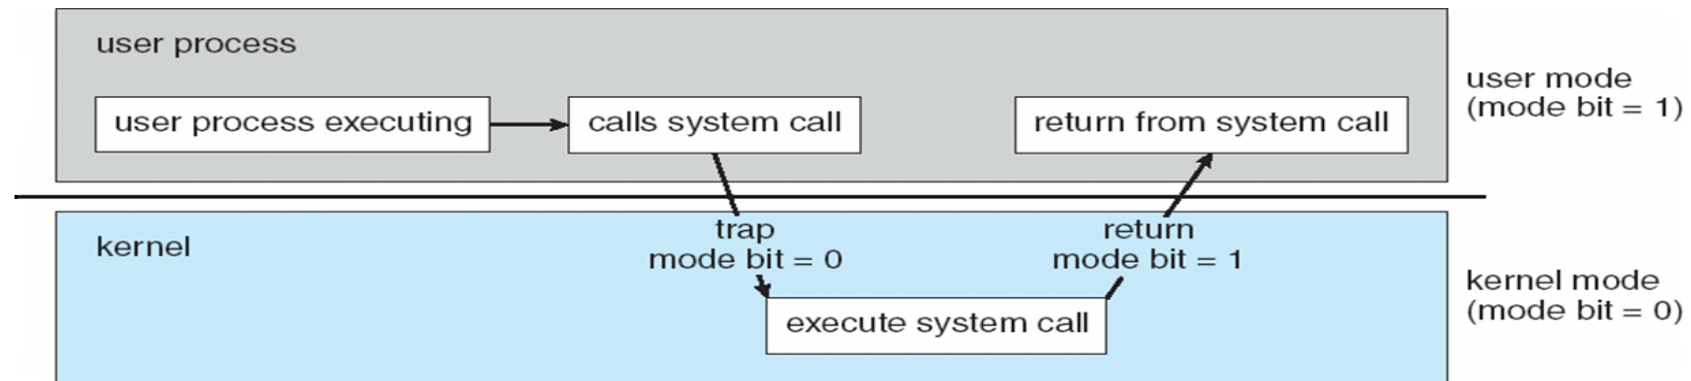 user process
user process executing
calls system call
return from system call
user mode
(mode bit = 1)
kernel
trap
mode bit = 0
return
mode bit = 1
execute system call
kernel mode
(mode bit = 0)